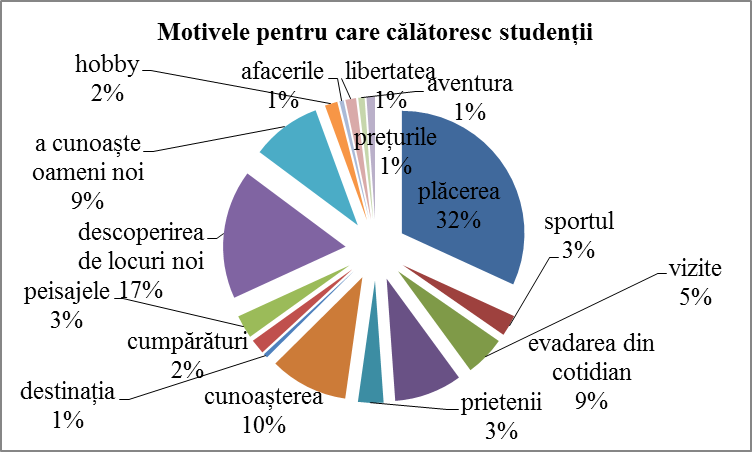 Motivele pentru care călătoresc studenții
hobby
2%
afacerile
1%
libertatea
1%
aventura
1%
prețurile
1%
plăcerea
32%
sportul
3%
vizite
5%
evadarea din
cotidian
9%
prietenii
3%
cunoașterea
10%
destinația
1%
cumpărături
2%
peisajele
3%
descoperirea
de locuri noi
17%
a cunoaște
oameni noi
9%